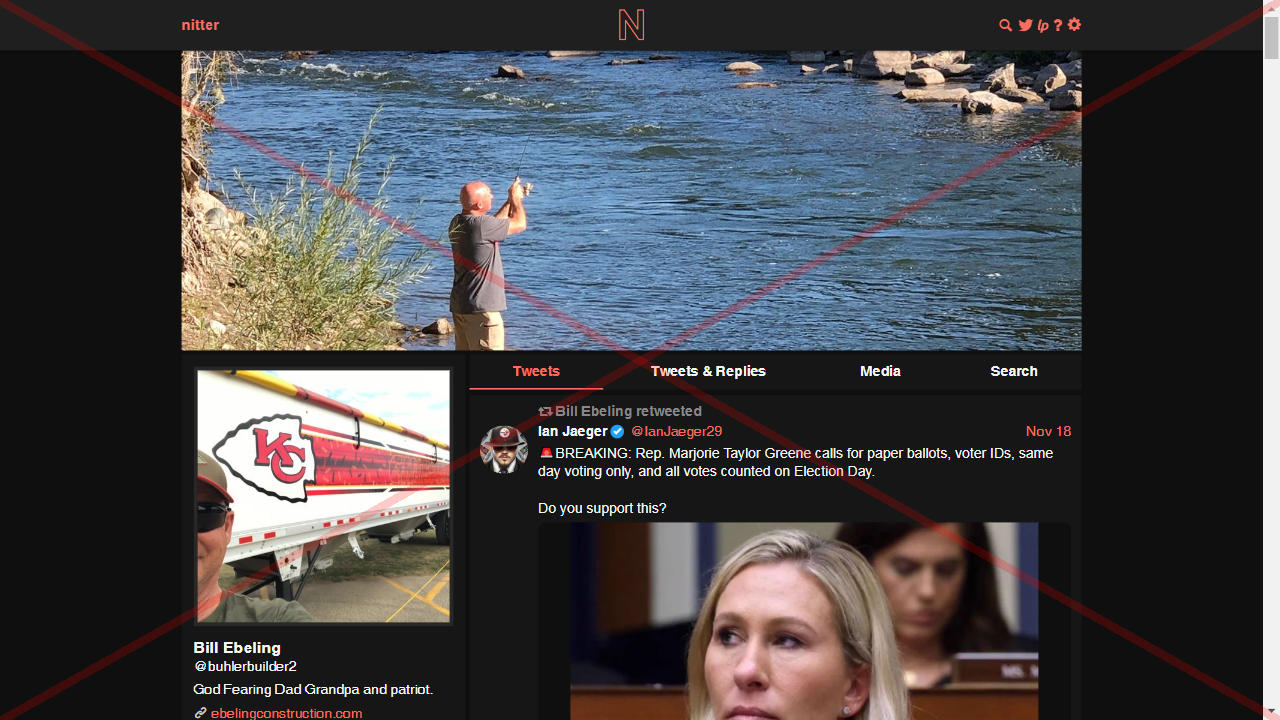 nitter
N
lp ?
Tweets Tweets & Replies Media Search
Bill Ebeling retweeted
Ian Jaeger @IanJaeger29 Nov 18
🚨BREAKING: Rep. Marjorie Taylor Greene calls for paper ballots, voter IDs, same
day voting only, and all votes counted on Election Day.
Do you support this?
KC
Bill Ebeling
@buhlerbuilder2
God Fearing Dad Grandpa and patriot.
ebelingconstruction.com